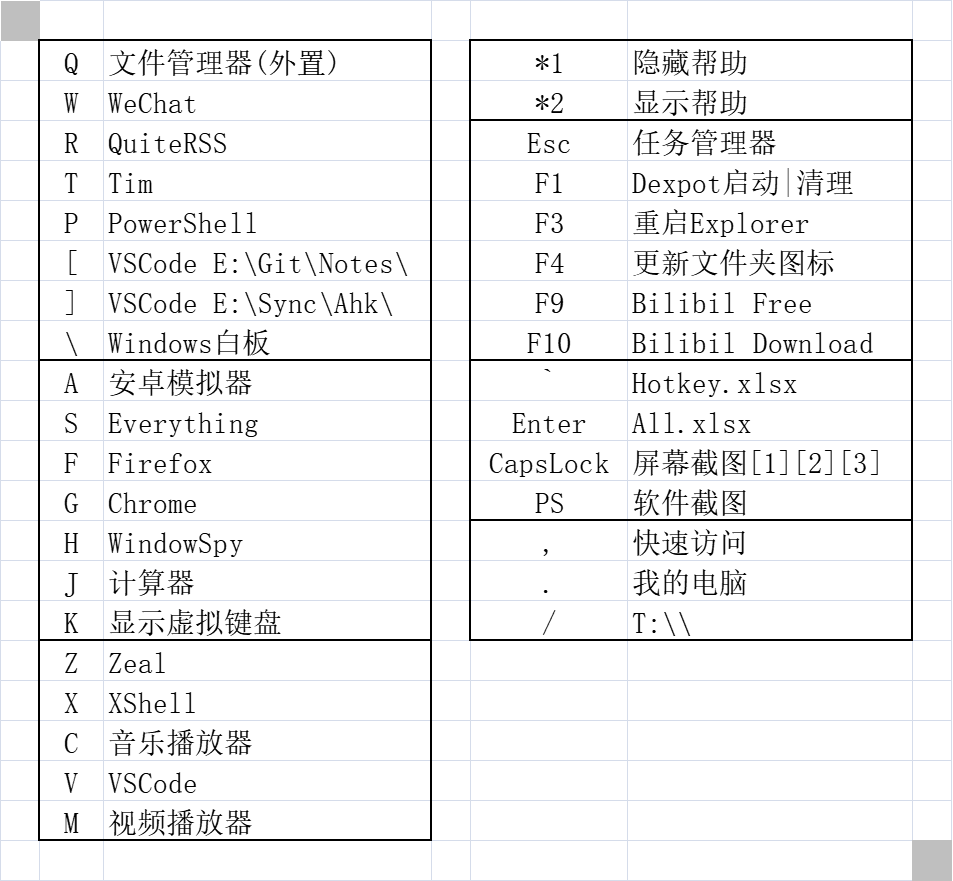 Q 文件管理器(外置)
W WeChat
R QuiteRSS
T Tim
P PowerShell
[ VSCode E:\Git\Notes\
] VSCode E:\Sync\Ahk\
\ Windows白板
A 安卓模拟器
S Everything
F Firefox
G Chrome
H WindowSpy
J 计算器
K 显示虚拟键盘
Z Zeal
X XShell
C 音乐播放器
V VSCode
M 视频播放器
*1 隐藏帮助
*2 显示帮助
Esc 任务管理器
F1 Dexpot启动|清理
F3 重启Explorer
F4 更新文件夹图标
F9 Bilibil Free
F10 Bilibil Download
` Hotkey.xlsx
Enter All.xlsx
CapsLock 屏幕截图[1][2][3]
PS 软件截图
, 快速访问
. 我的电脑
/ T:\\